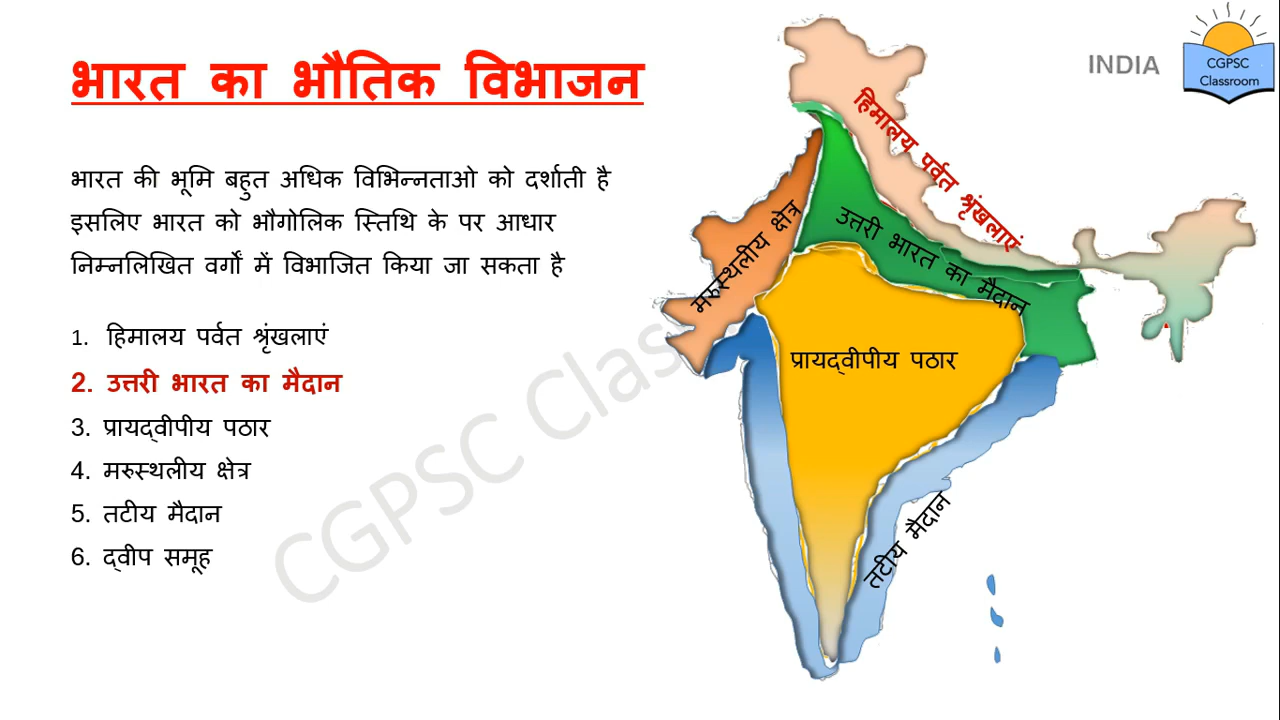 भारत का भौतिक विभाजन
INDIA
CGPSC
Classroom
भारत की भूमि बहुत अधिक विभिन्नताओ को दर्शाती है
इसलिए भारत को भौगोलिक स्तिथि के पर आधार
निम्नलिखित वर्गों में विभाजित किया जा सकता है
1. हिमालय पर्वत श्रृंखलाएं
2. उत्तरी भारत का मैदान
3. प्रायद्वीपीय पठार
4. मरुस्थलीय क्षेत्र
5. तटीय मैदान
6. द्वीप समूह
हिमालय पर्वत श्रृंखलाएं
उत्तरी भारत का मैदान
मरुस्थलीय क्षेत्र
प्रायद्वीपीय पठार
तटीय मैदान
CGPSC Clas